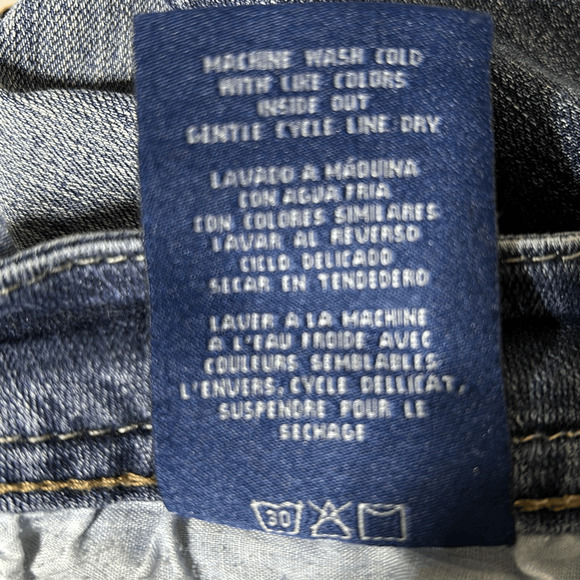 MACHINE WASH COLD
WITH LIKE COLORS
INSIDE OUT
GENTLE CYCLE LINE DRY
LAVADO A MÁQUINA
CON AGUA FRIA
CON COLORES SIMILARES
LAVAR AL REVERSO
CICLO DELICADO
SECAR EN TENDEDERO
LAVER A LA MACHINE
A L'EAU FROIDE AVEC
COULEURS SEMBLABLES
L'ENVERS, CYCLE DELLICAT,
SUSPENDRE POUR LE
SECHAGE
30